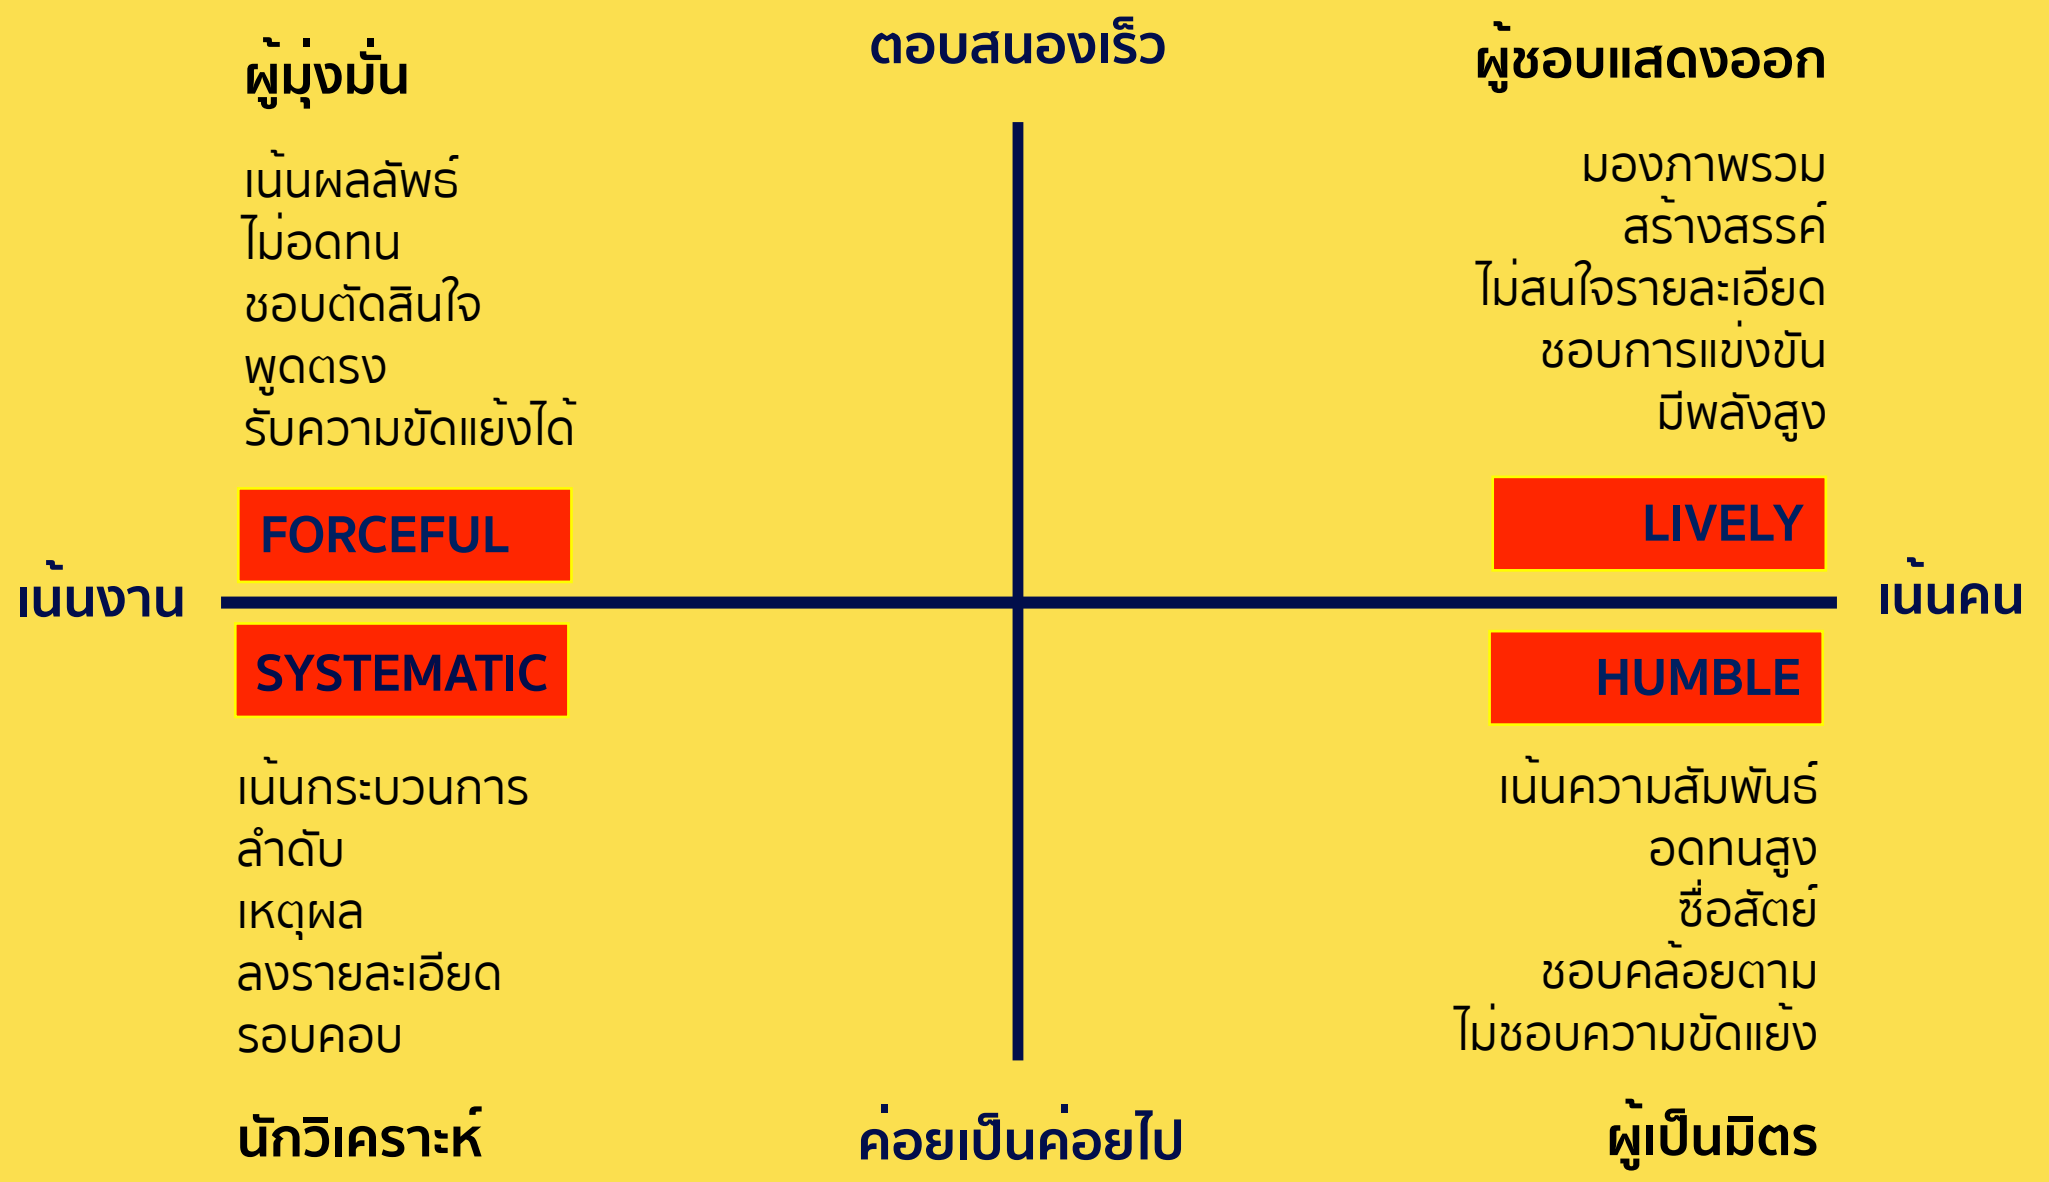 ตอบสนองเร็ว
ผู้มุ่งมั่น
เน้นผลลัพธ์
ไม่อดทน
ชอบตัดสินใจ
พูดตรง
รับความขัดแย้งได้
FORCEFUL
ผู้ชอบแสดงออก
มองภาพรวม
สร้างสรรค์
ไม่สนใจรายละเอียด
ชอบการแข่งขัน
มีพลังสูง
LIVELY
เน้นงาน
เน้นคน
SYSTEMATIC
เน้นกระบวนการ
ลำดับ
เหตุผล
ลงรายละเอียด
รอบคอบ
นักวิเคราะห์
HUMBLE
เน้นความสัมพันธ์
อดทนสูง
ซื่อสัตย์
ชอบคล้อยตาม
ไม่ชอบความขัดแย้ง
ผู้เป็นมิตร
ค่อยเป็นค่อยไป